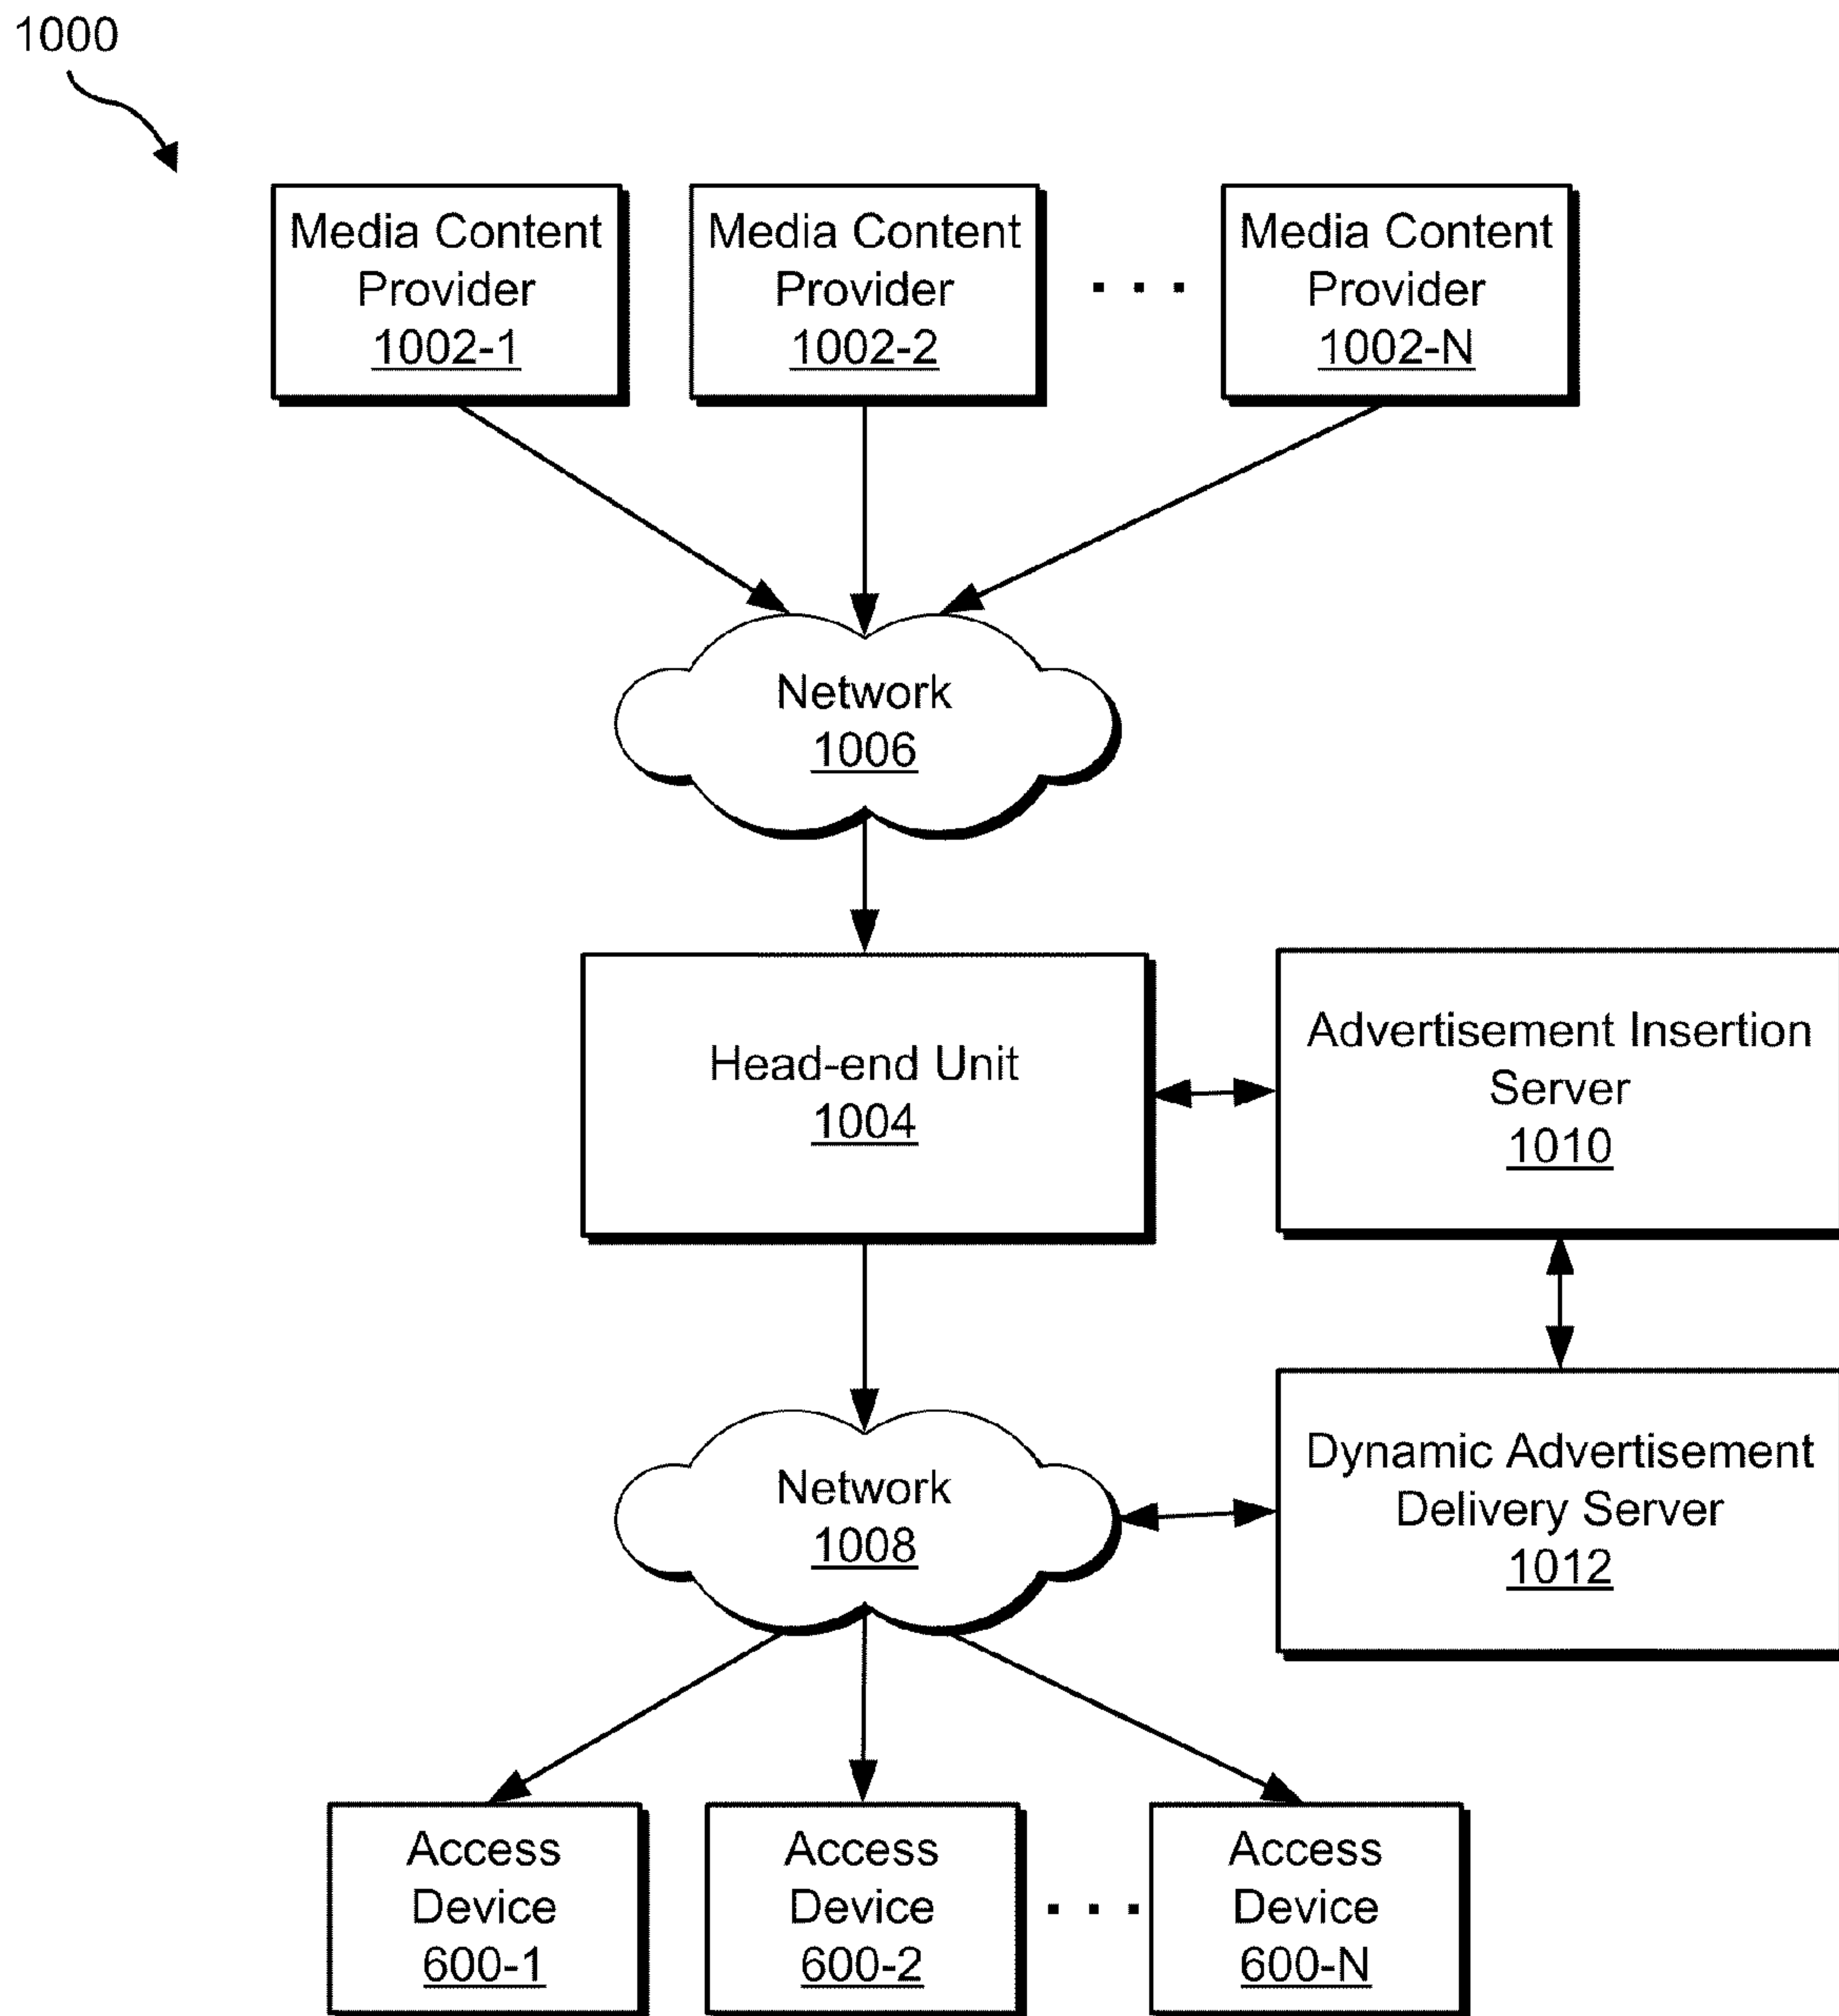 1000
Media Content
Provider
1002-1
Media Content
Provider
1002-2
. . .
Media Content
Provider
1002-N
Network
1006
Head-end Unit
1004
Advertisement Insertion
Server
1010
Network
1008
Dynamic Advertisement
Delivery Server
1012
Access
Device
600-1
Access
Device
600-2
. . .
Access
Device
600-N